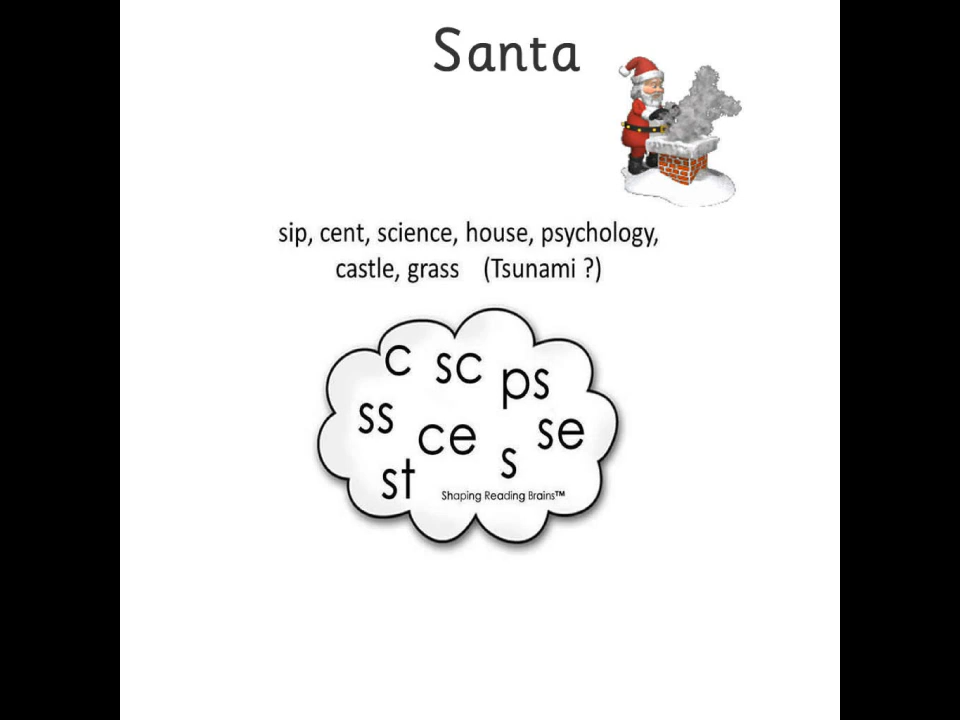 Santa
sip, cent, science, house, psychology,
castle, grass (Tsunami ?)
c sc ps
ss ce se
st s
Shaping Reading Brains™